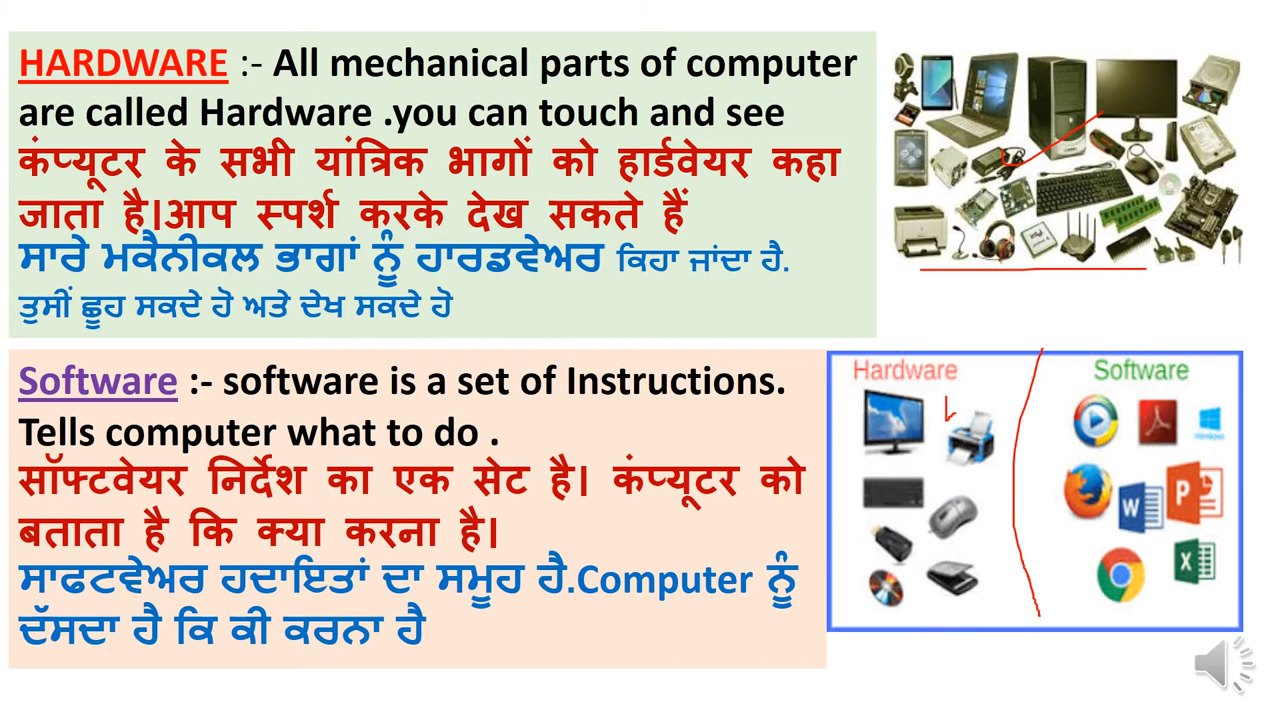 HARDWARE :- All mechanical parts of computer
are called Hardware .you can touch and see
कंप्यूटर के सभी यांत्रिक भागों को हार्डवेयर कहा
जाता है।आप स्पर्श करके देख सकते हैं
ਸਾਰੇ ਮਕੈਨੀਕਲ ਭਾਗਾਂ ਨੂੰ ਹਾਰਡਵੇਅਰ ਕਿਹਾ ਜਾਂਦਾ ਹੈ.
ਤੁਸੀਂ ਛੂਹ ਸਕਦੇ ਹੋ ਅਤੇ ਦੇਖ ਸਕਦੇ ਹੋ
Software :- software is a set of Instructions.
Tells computer what to do .
सॉफ्टवेयर निर्देश का एक सेट है। कंप्यूटर को
बताता है कि क्या करना है।
ਸਾਫਟਵੇਅਰ ਹਦਾਇਤਾਂ ਦਾ ਸਮੂਹ ਹੈ.Computer ਨੂੰ
ਦੱਸਦਾ ਹੈ ਕਿ ਕੀ ਕਰਨਾ ਹੈ
Hardware
Software
Windows
W
P
X